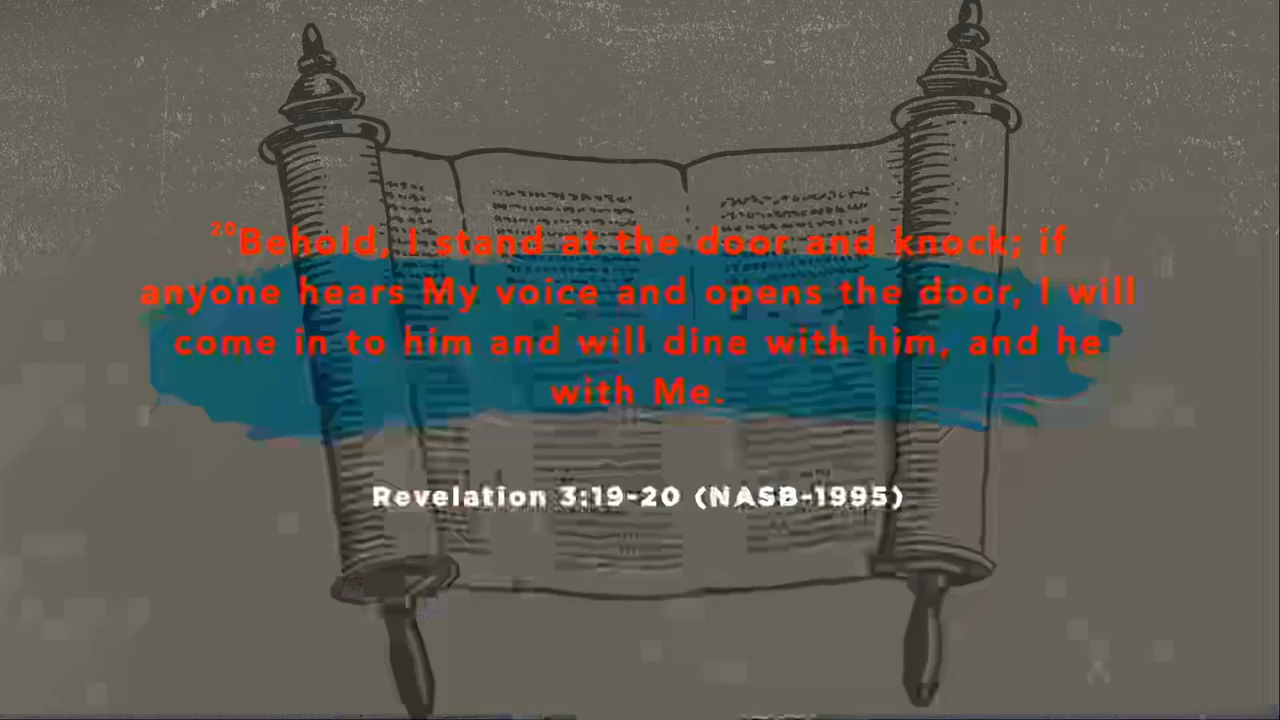 ²⁰Behold, I stand at the door and knock; if
anyone hears My voice and opens the door, I will
come in to him and will dine with him, and he
with Me.
Revelation 3:19-20 (NASB-1995)